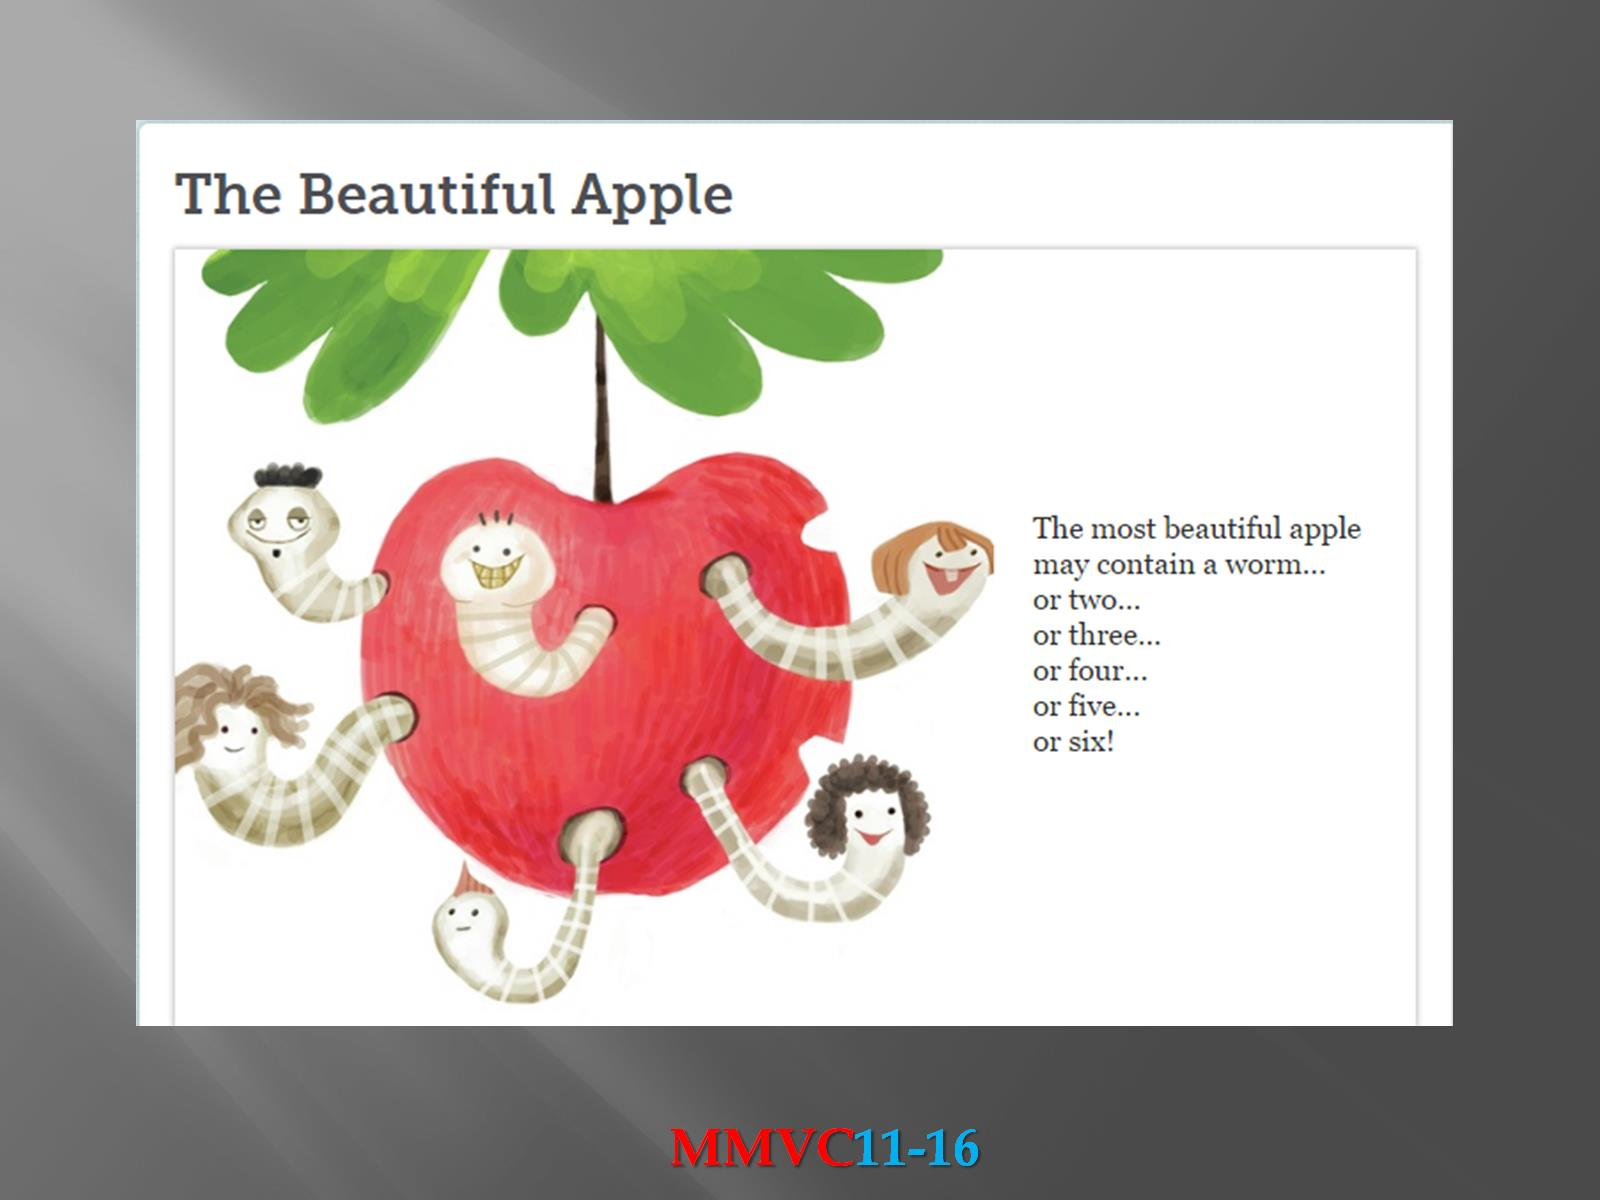 The Beautiful Apple
The most beautiful apple
may contain a worm...
or two...
or three...
or four...
or five...
or six!
MMVC11-16